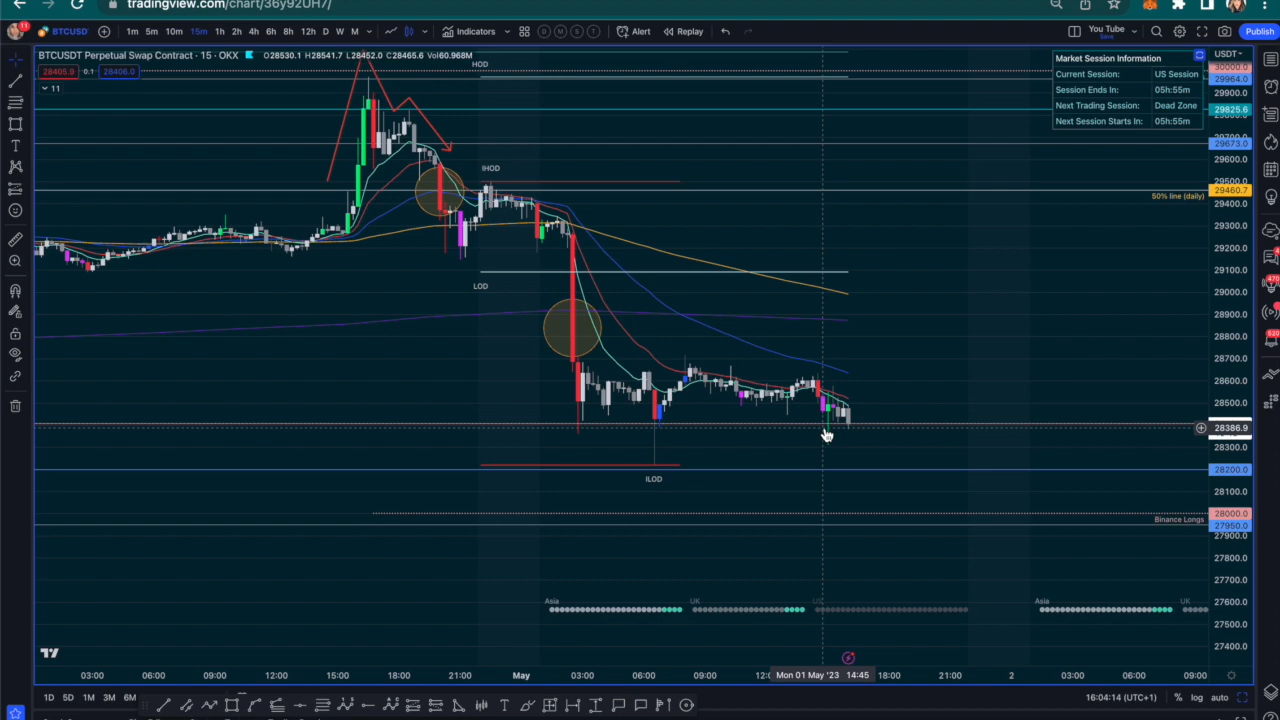 tradingview.com/chart/36y92UH7/
11 BTCUSDT 1m 5m 10m 15m 1h 2h 4h 6h 8h 12h D W M Indicators Alert Replay You Tube Save Publish
BTCUSDT Perpetual Swap Contract · 15 · OKX O28530.1 H28541.7 L28452.0 C28465.6 Vol60.968M
28405.9 0.1 28406.0
11
HOD
IHOD
LOD
ILOD
Market Session Information
Current Session: US Session
Session Ends In: 05h:55m
Next Trading Session: Dead Zone
Next Session Starts In: 05h:55m
USDT
30000.0
29964.0
29900.0
29825.6
29673.0
29600.0
29500.0
29460.7
50% line (daily)
29400.0
29300.0
29200.0
29100.0
29000.0
28900.0
28800.0
28700.0
28600.0
28500.0
28386.9
28300.0
28200.0
28100.0
28000.0
Binance Longs
27950.0
27900.0
27800.0
27700.0
27600.0
27500.0
27400.0
470
520
Asia UK Asia UK
03:00 06:00 09:00 12:00 15:00 18:00 21:00 May 03:00 06:00 09:00 Mon 01 May '23 14:45 18:00 21:00 2 03:00 06:00 09:00
1D 5D 1M 3M 6M 16:04:14 (UTC+1) % log auto